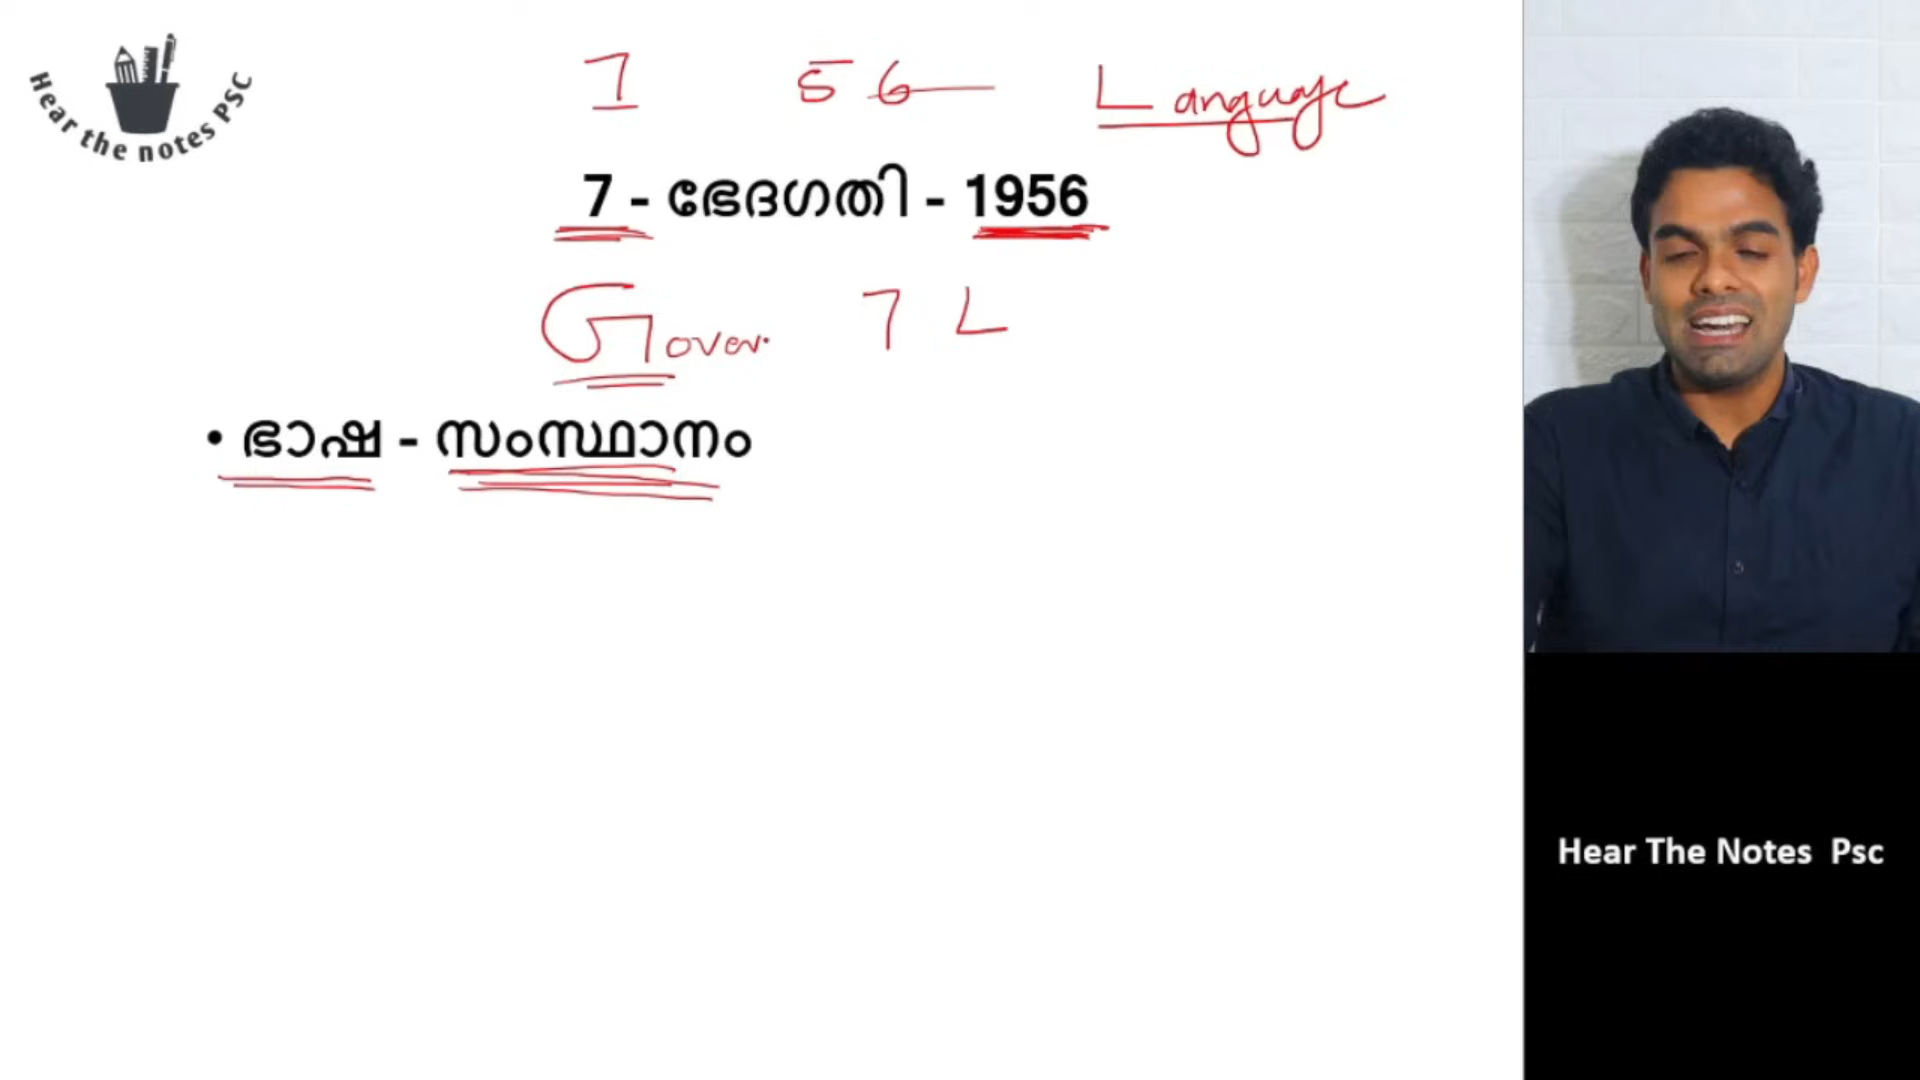 Hear the notes PSC
7 56 Language
7 - ഭേദഗതി - 1956
Gover. 7 L
• ഭാഷ - സംസ്ഥാനം
Hear The Notes Psc